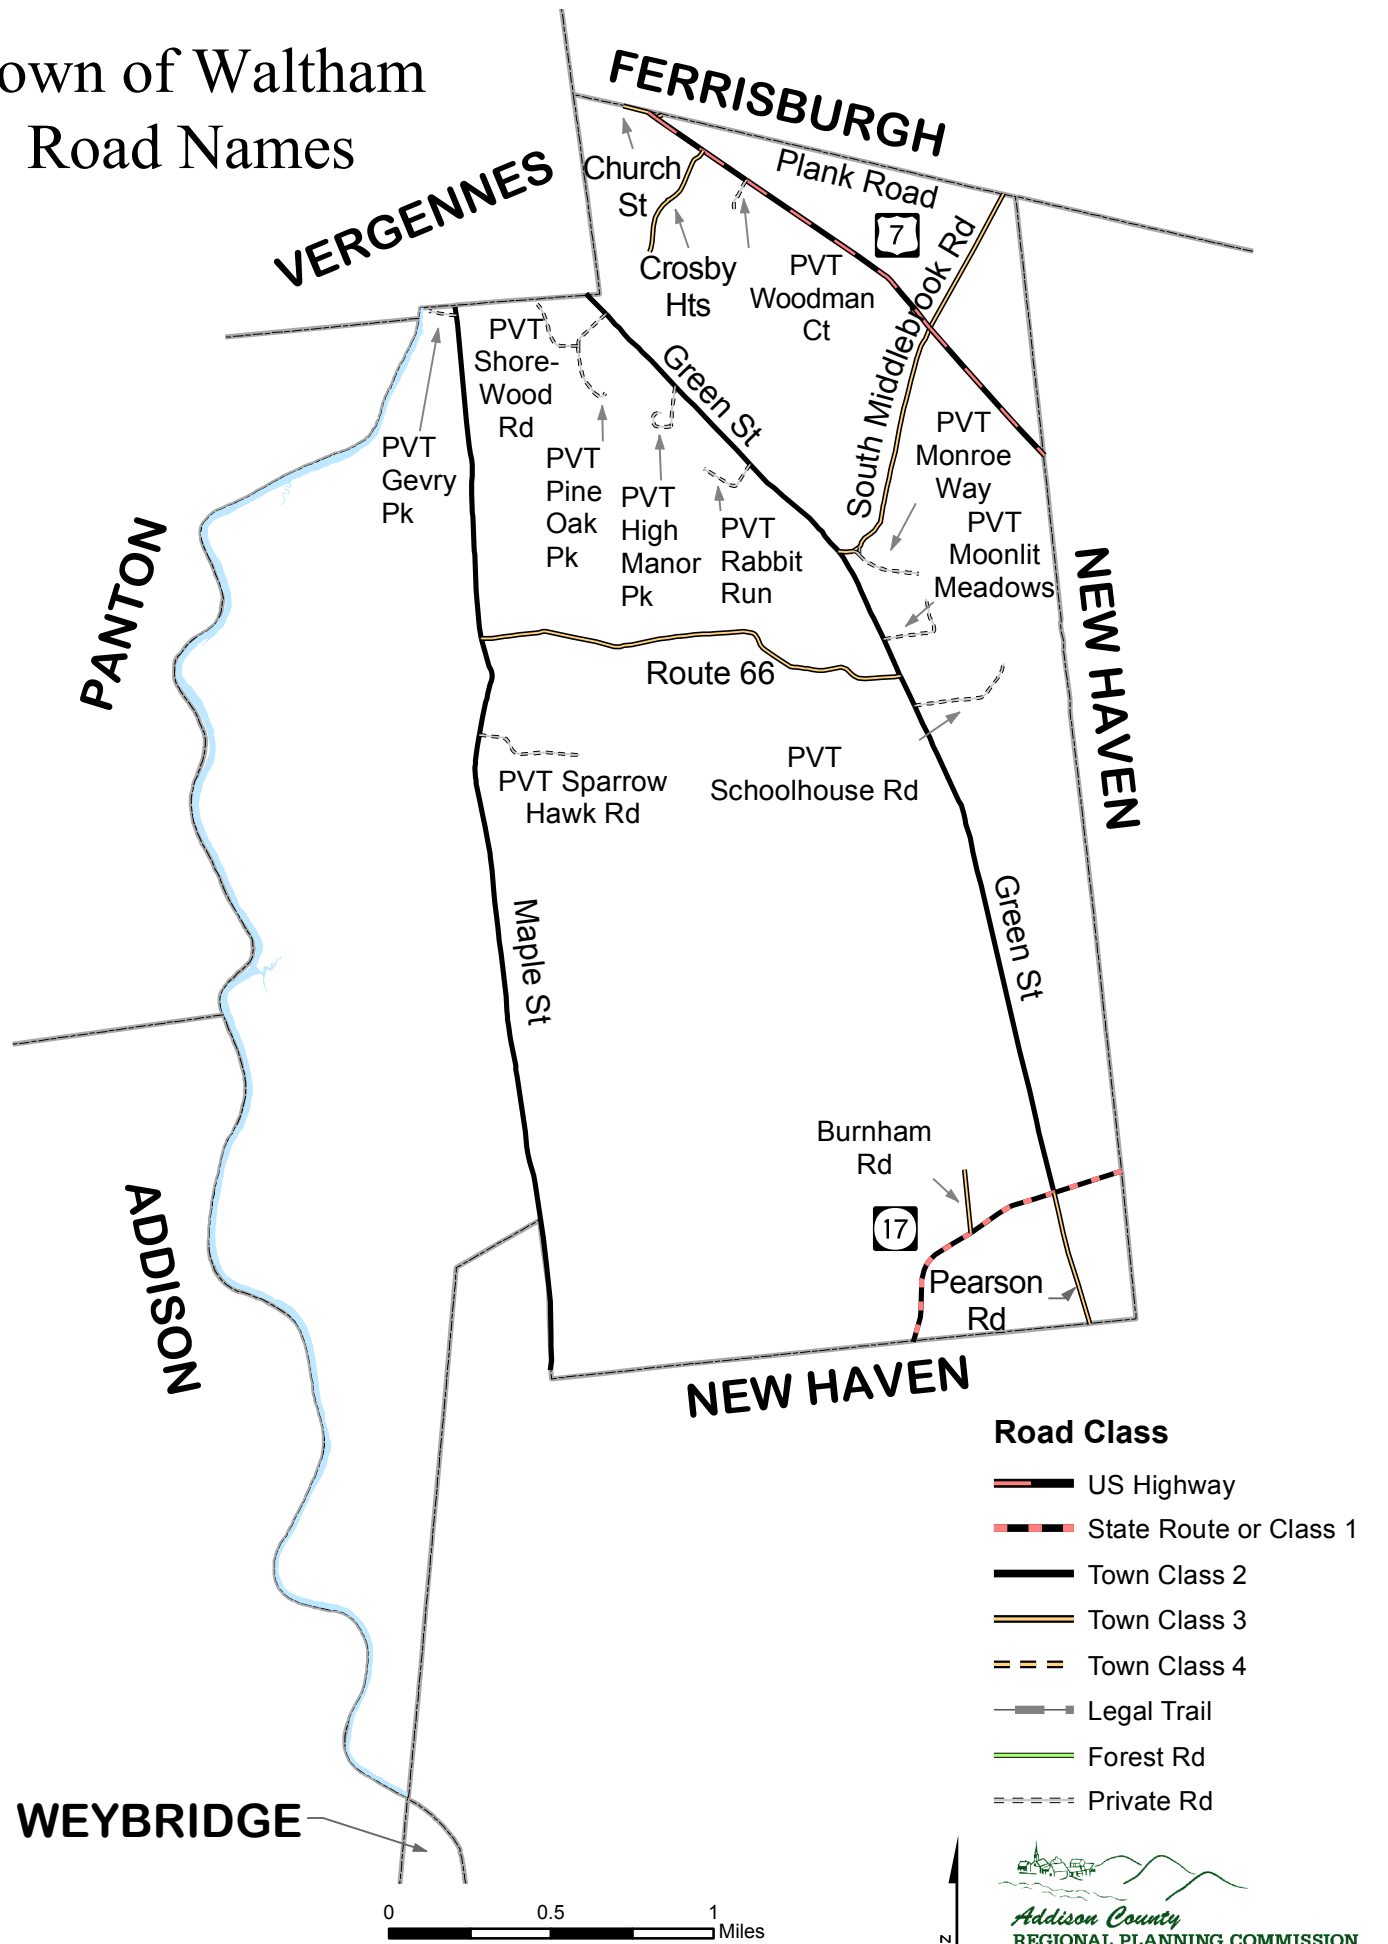 own of Waltham
Road Names
FERRISBURGH
VERGENNES
Church
St
Plank Road
7
Crosby
Hts
PVT
Woodman
Ct
South Middlebrook Rd
PVT
Shore-
Wood
Rd
Green St
PVT
Gevry
Pk
PVT
Pine
Oak
Pk
PVT
High
Manor
Pk
PVT
Rabbit
Run
PVT
Monroe
Way
PVT
Moonlit
Meadows
PANTON
NEW HAVEN
Route 66
PVT Sparrow
Hawk Rd
PVT
Schoolhouse Rd
Maple St
Green St
Burnham
Rd
17
Pearson
Rd
ADDISON
NEW HAVEN
WEYBRIDGE
Road Class
US Highway
State Route or Class 1
Town Class 2
Town Class 3
Town Class 4
Legal Trail
Forest Rd
Private Rd
0 0.5 1
Miles
N
Addison County
REGIONAL PLANNING COMMISSION